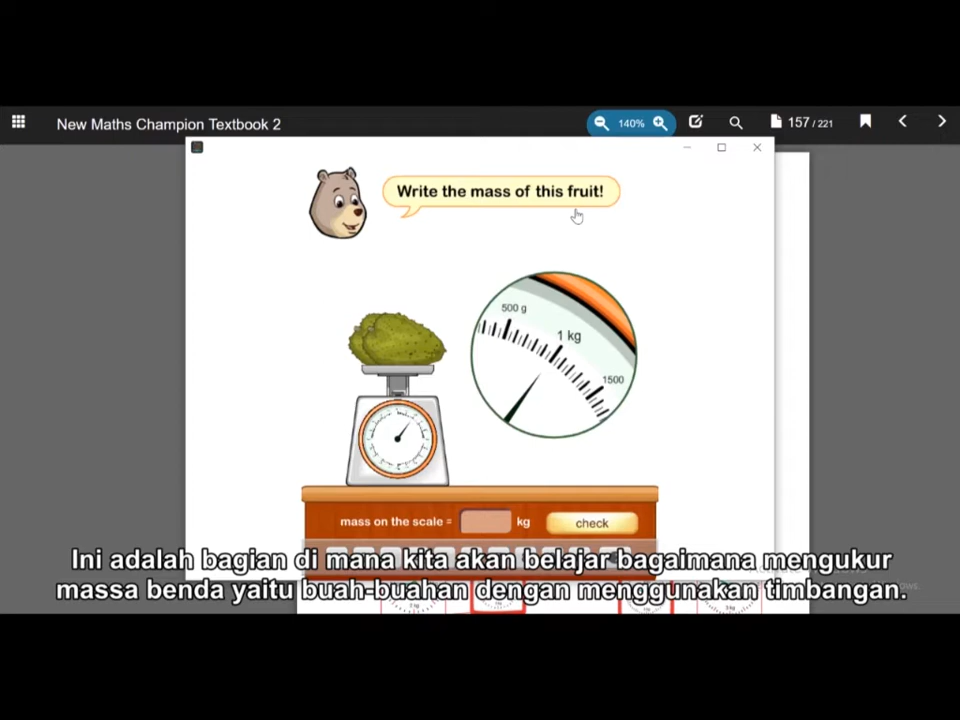 New Maths Champion Textbook 2
140%
157 / 221
Write the mass of this fruit!
500 g
1 kg
1500
mass on the scale =
kg
check
Ini adalah bagian di mana kita akan belajar bagaimana mengukur
massa benda yaitu buah-buahan dengan menggunakan timbangan.